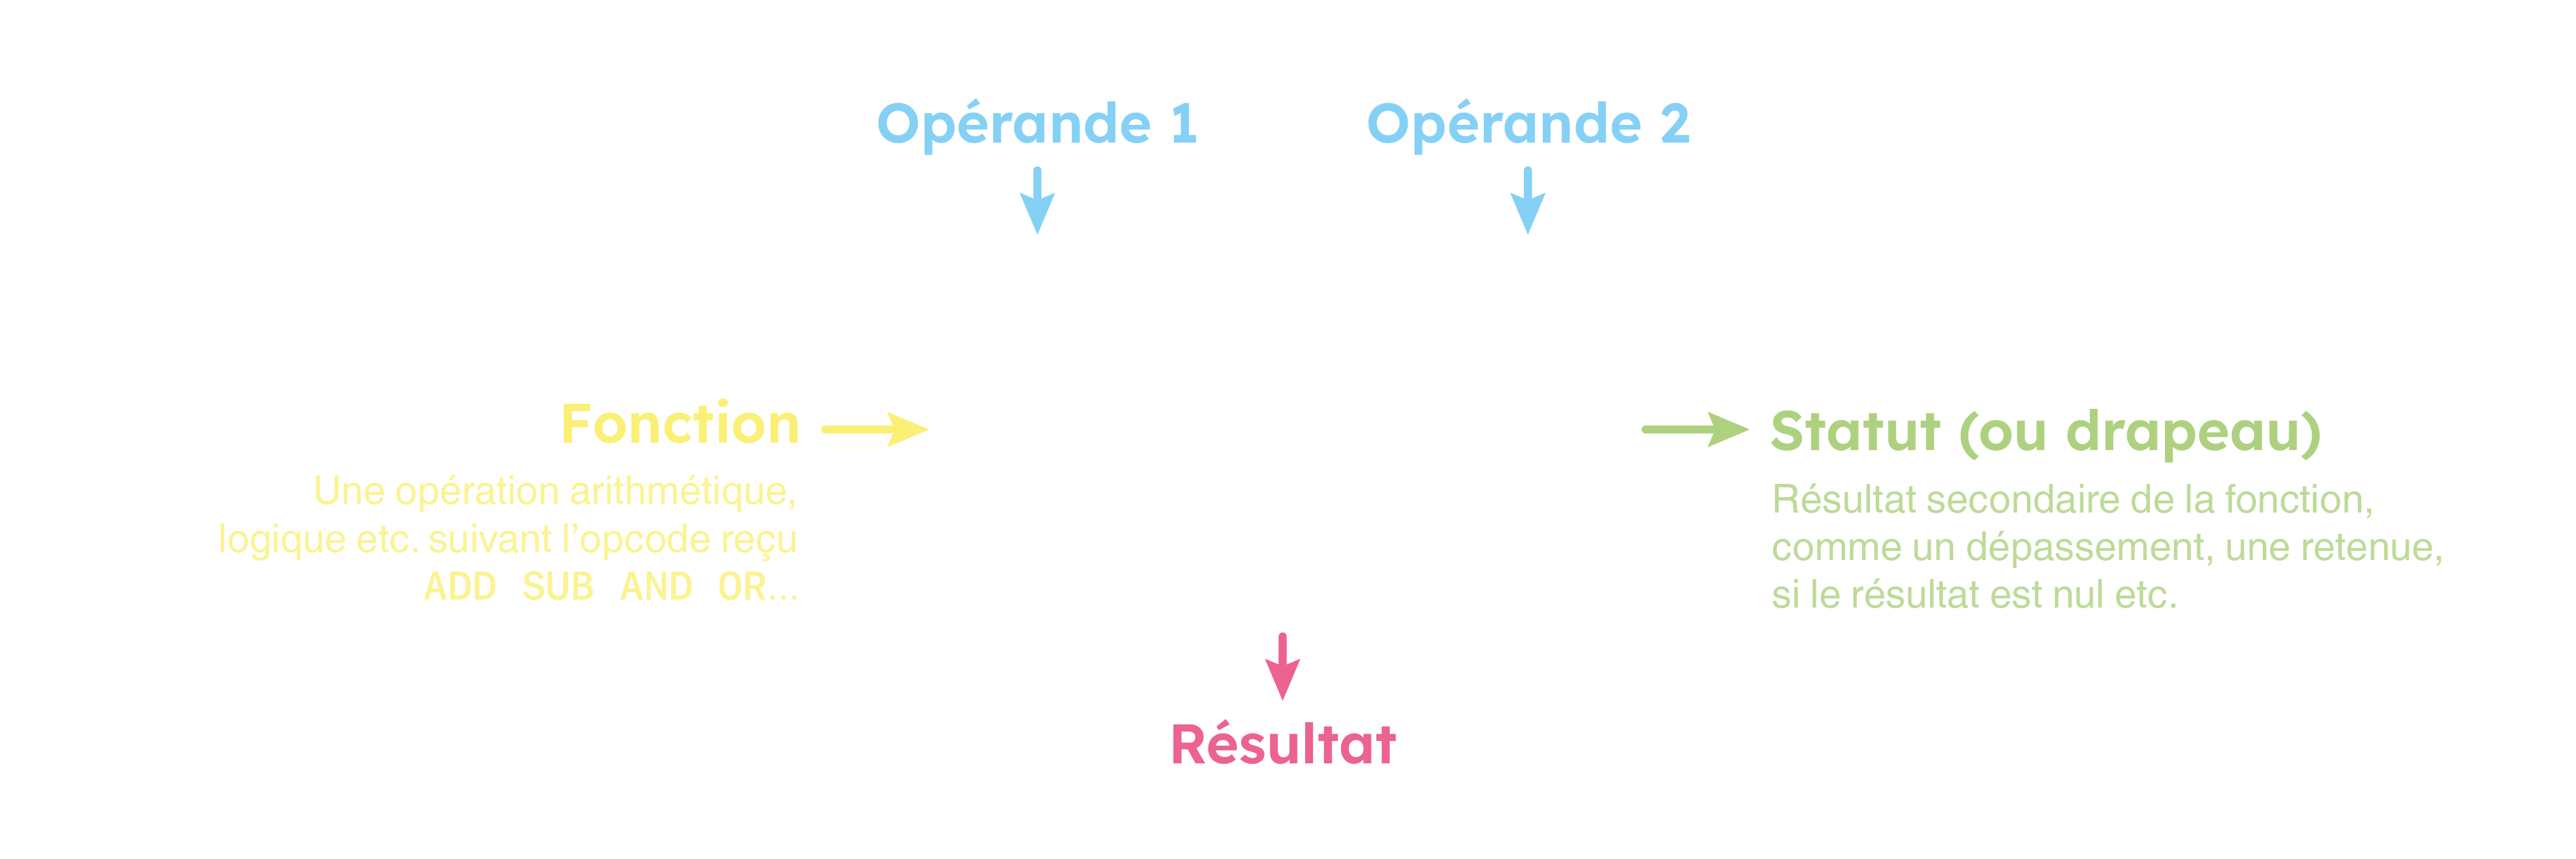 Opérande 1
Opérande 2
Fonction
Une opération arithmétique,
logique etc. suivant l’opcode reçu
ADD SUB AND OR...
Statut (ou drapeau)
Résultat secondaire de la fonction,
comme un dépassement, une retenue,
si le résultat est nul etc.
Résultat